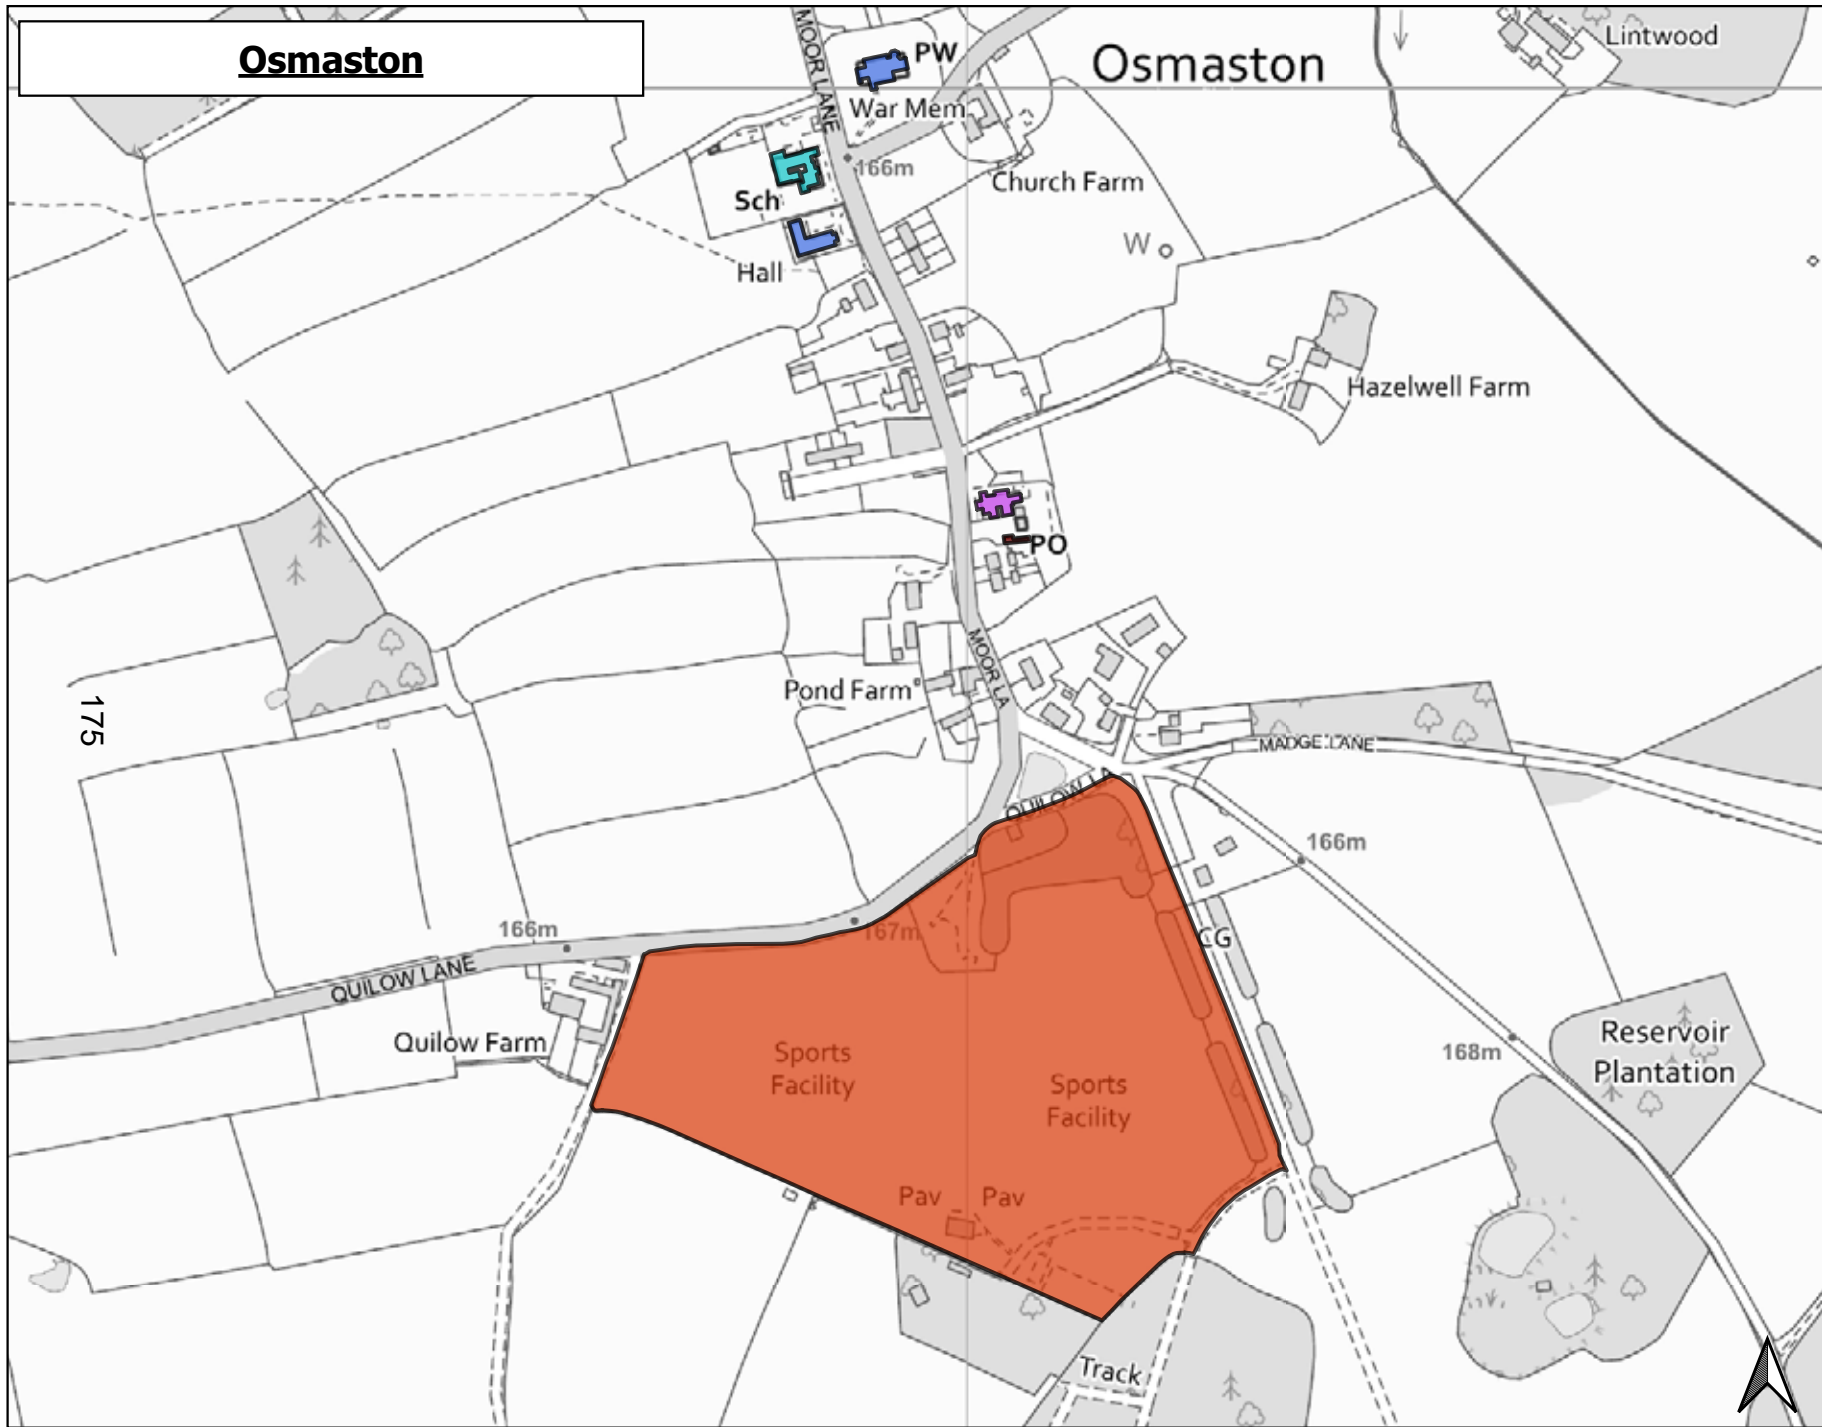 Osmaston
MOOR LANE
PW
Osmaston
Lintwood
War Mem
166m
Church Farm
Sch
W
Hall
Hazelwell Farm
PO
MOOR LA
Pond Farm
175
MADGE LANE
QUILOW LA
166m
166m
167m
CG
QUILOW LANE
Quilow Farm
Sports
Facility
Sports
Facility
168m
Reservoir
Plantation
Pav
Pav
Track